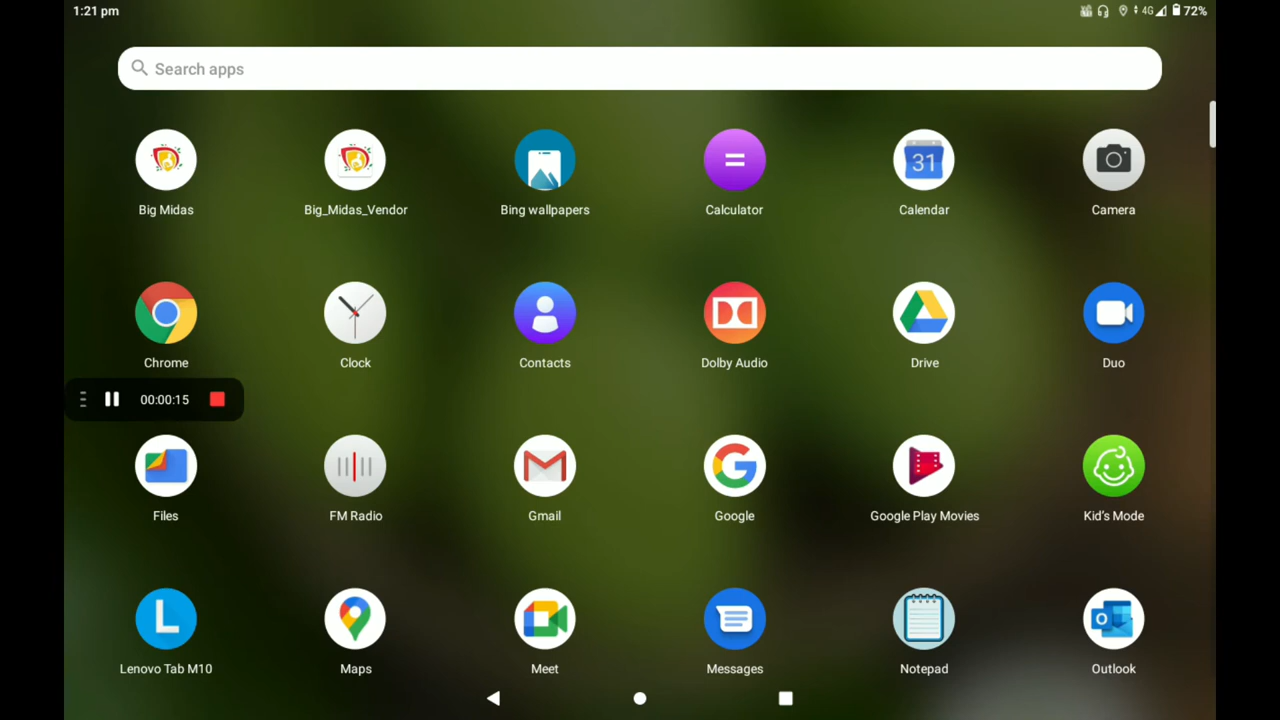 1:21 pm
4G 72%
Search apps
Big Midas
Big_Midas_Vendor
Bing wallpapers
Calculator
31
Calendar
Camera
Chrome
Clock
Contacts
Dolby Audio
Drive
Duo
00:00:15
Files
FM Radio
Gmail
G
Google
Google Play Movies
Kid's Mode
L
Lenovo Tab M10
Maps
Meet
Messages
Notepad
O
Outlook